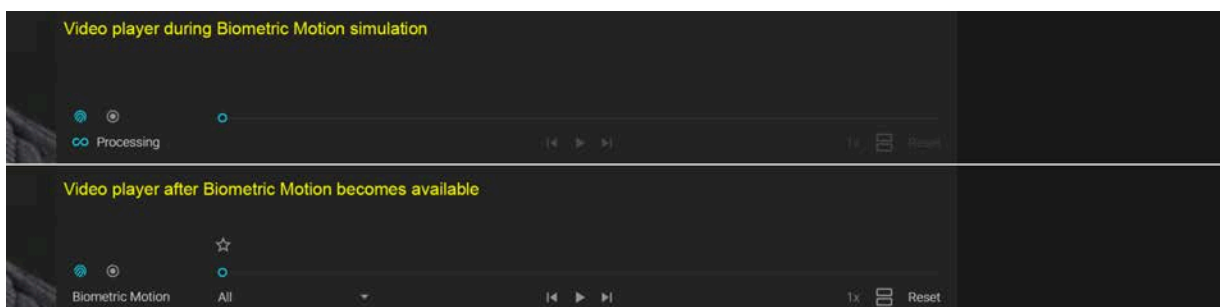 Video player during Biometric Motion simulation
Processing
1x Reset
Video player after Biometric Motion becomes available
Biometric Motion All 1x Reset